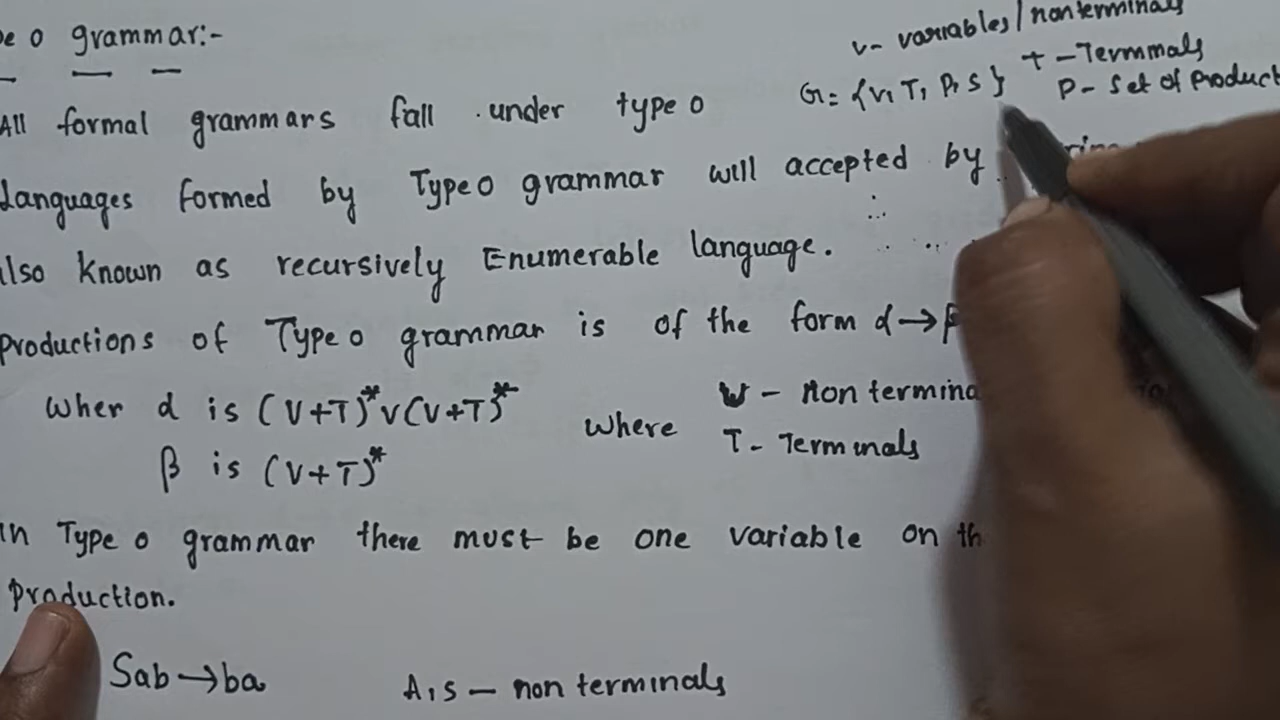 v- variables/nonterminals
grammar:-
T - Termmals
G = {V, T, P, S }
P - Set of Product
All formal grammars fall under type 0
Languages formed by Type 0 grammar will accepted by
also known as recursively Enumerable language.
Productions of Type 0 grammar is of the form α→β
Wher α is (V+T)*V(V+T)*
V - Non termina
where
T - Termmals
β is (V+T)*
In Type 0 grammar there must be one variable on th
Production.
Sab→ba
A, S - non terminals